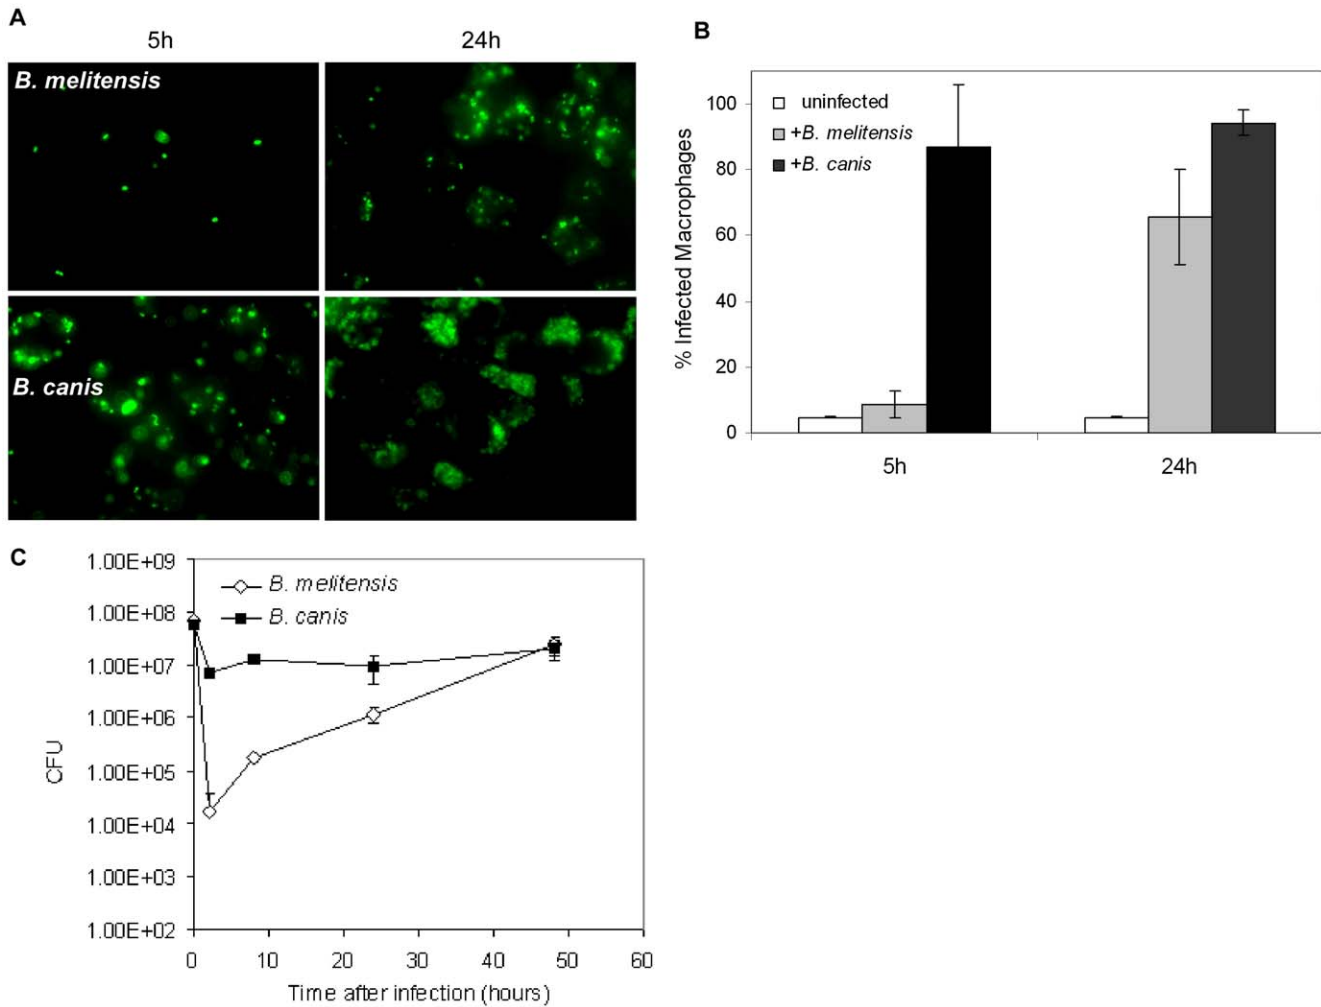 A
5h 24h
B. melitensis
B. canis
B
% Infected Macrophages
100
80
60
40
20
0
uninfected
+B. melitensis
+B. canis
5h 24h
C
CFU
1.00E+09
1.00E+08
1.00E+07
1.00E+06
1.00E+05
1.00E+04
1.00E+03
1.00E+02
B. melitensis
B. canis
0 10 20 30 40 50 60
Time after infection (hours)